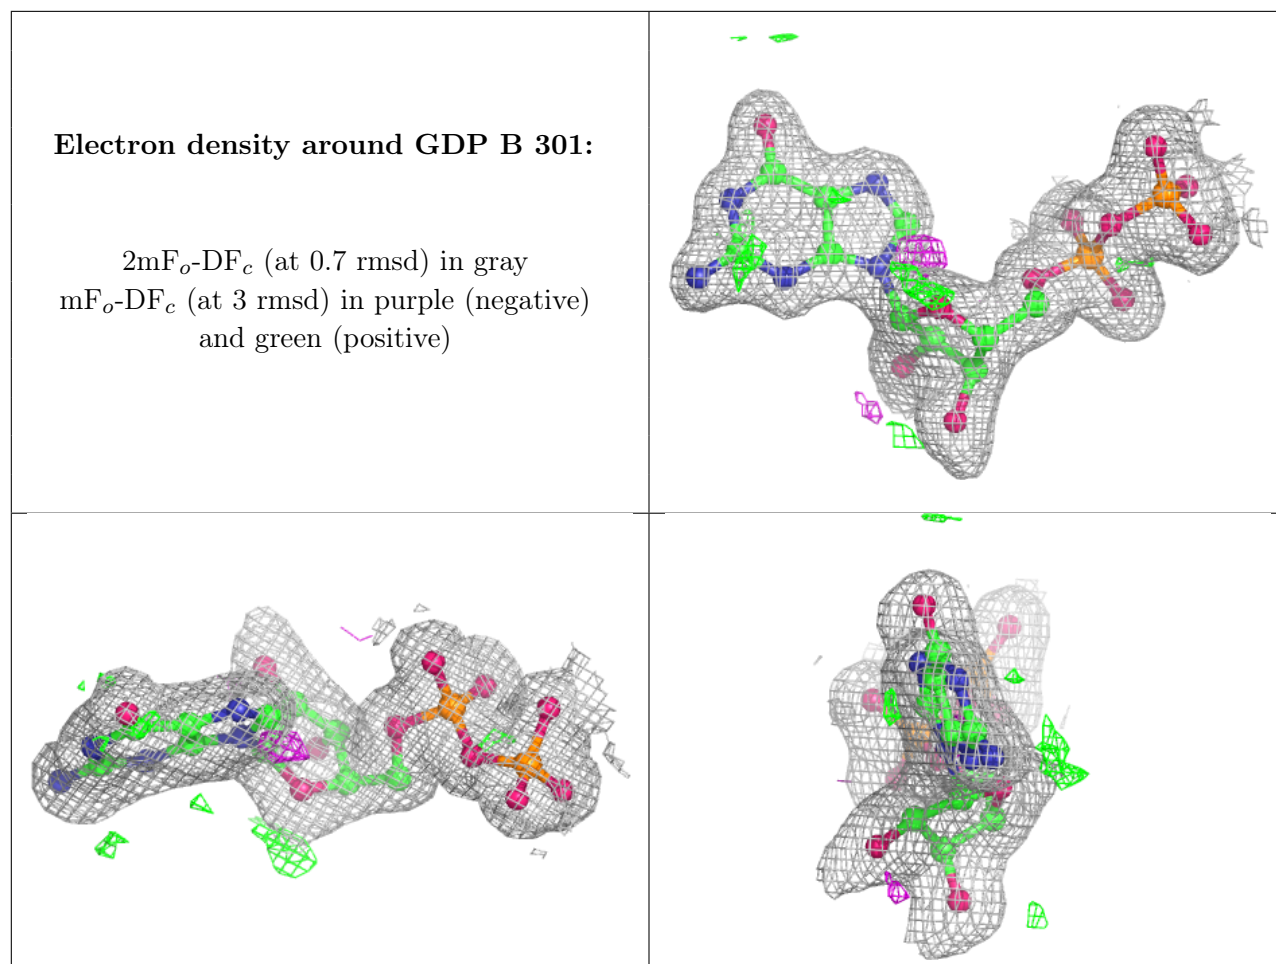 Electron density around GDP B 301:
2mFo-DFc (at 0.7 rmsd) in gray
mFo-DFc (at 3 rmsd) in purple (negative)
and green (positive)